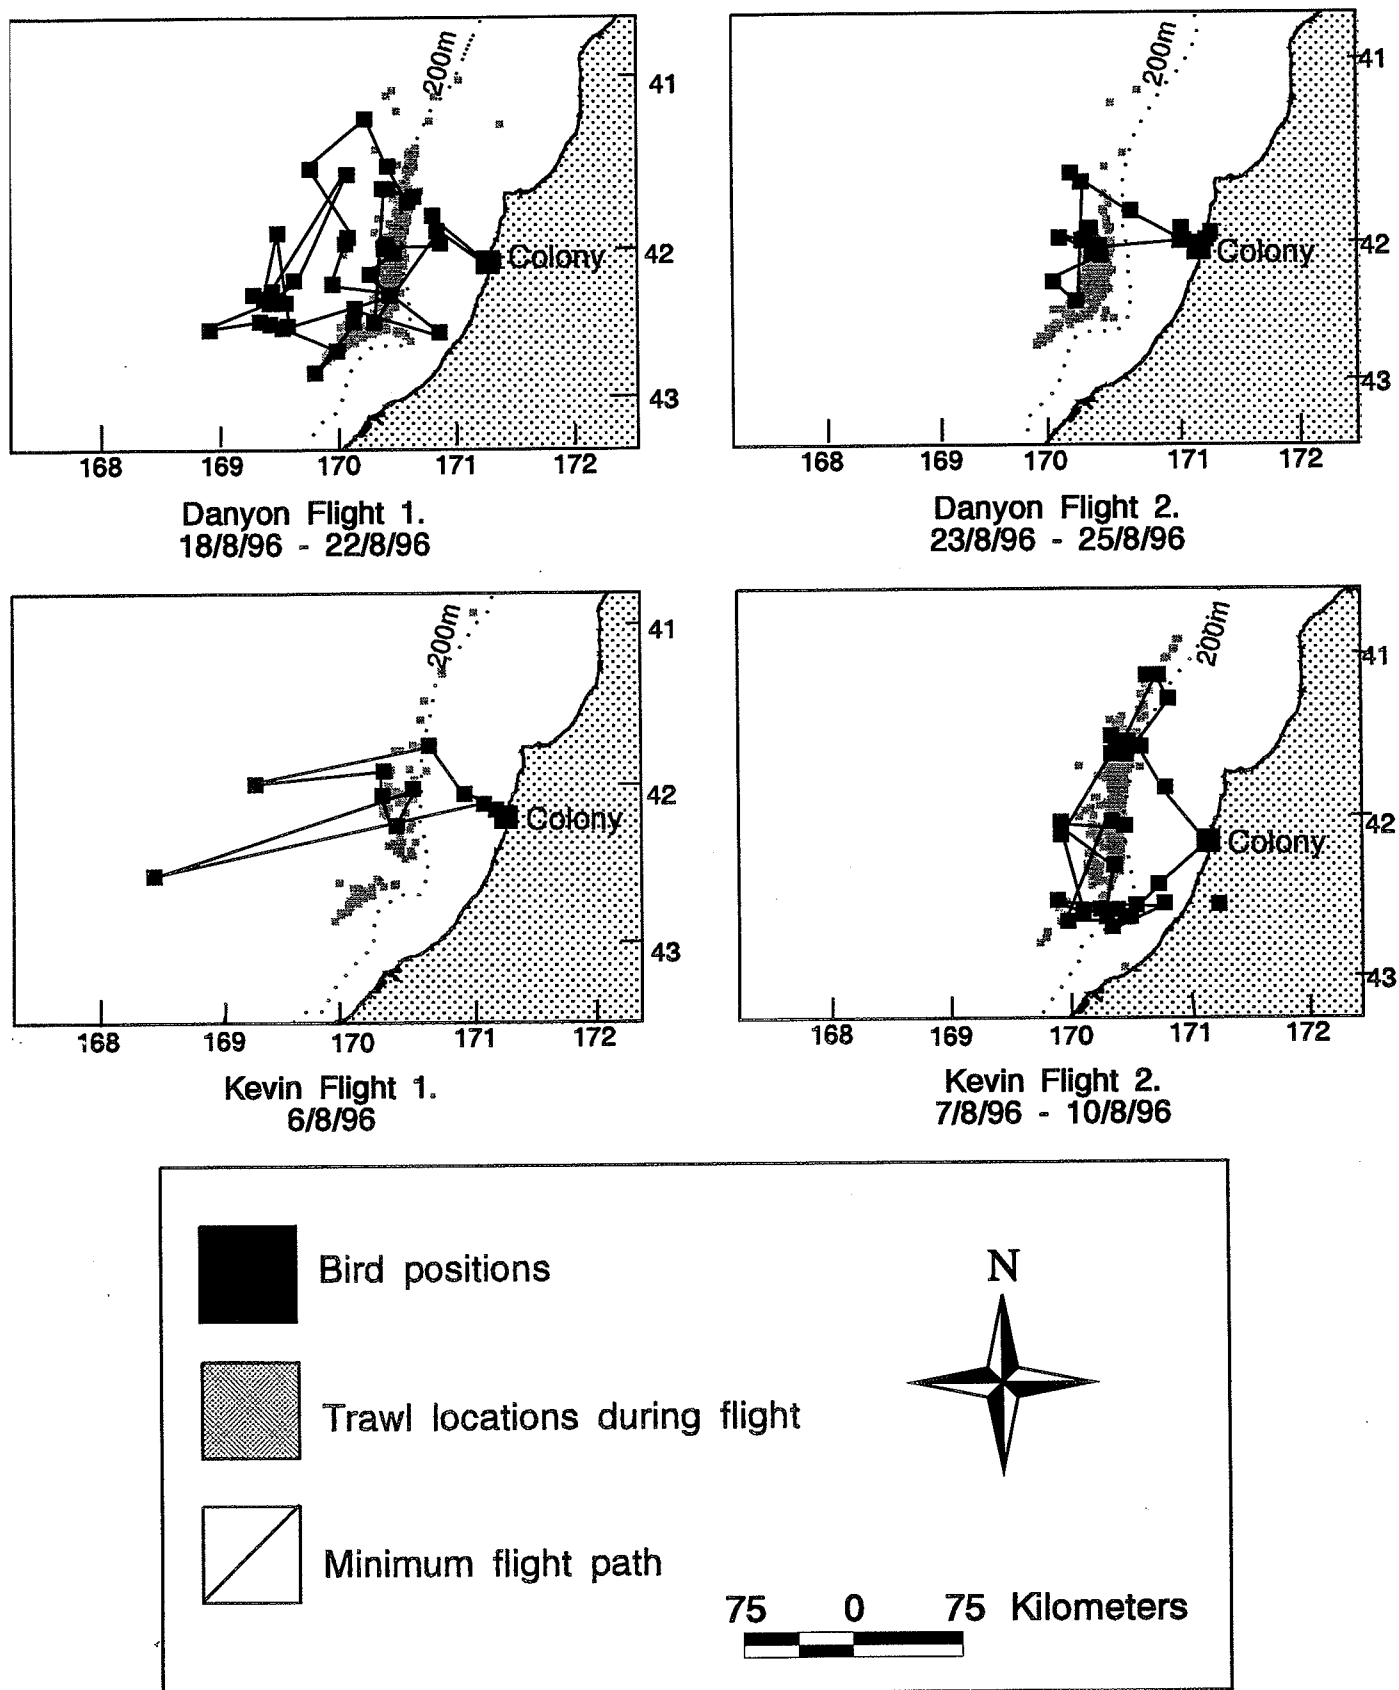 200m
41
42
Colony
43
168 169 170 171 172
Danyon Flight 1.
18/8/96 - 22/8/96
200m
41
42
Colony
43
168 169 170 171 172
Danyon Flight 2.
23/8/96 - 25/8/96
200m
41
42
Colony
43
168 169 170 171 172
Kevin Flight 1.
6/8/96
200m
41
42
Colony
43
168 169 170 171 172
Kevin Flight 2.
7/8/96 - 10/8/96
Bird positions
N
Trawl locations during flight
Minimum flight path
75 0 75 Kilometers